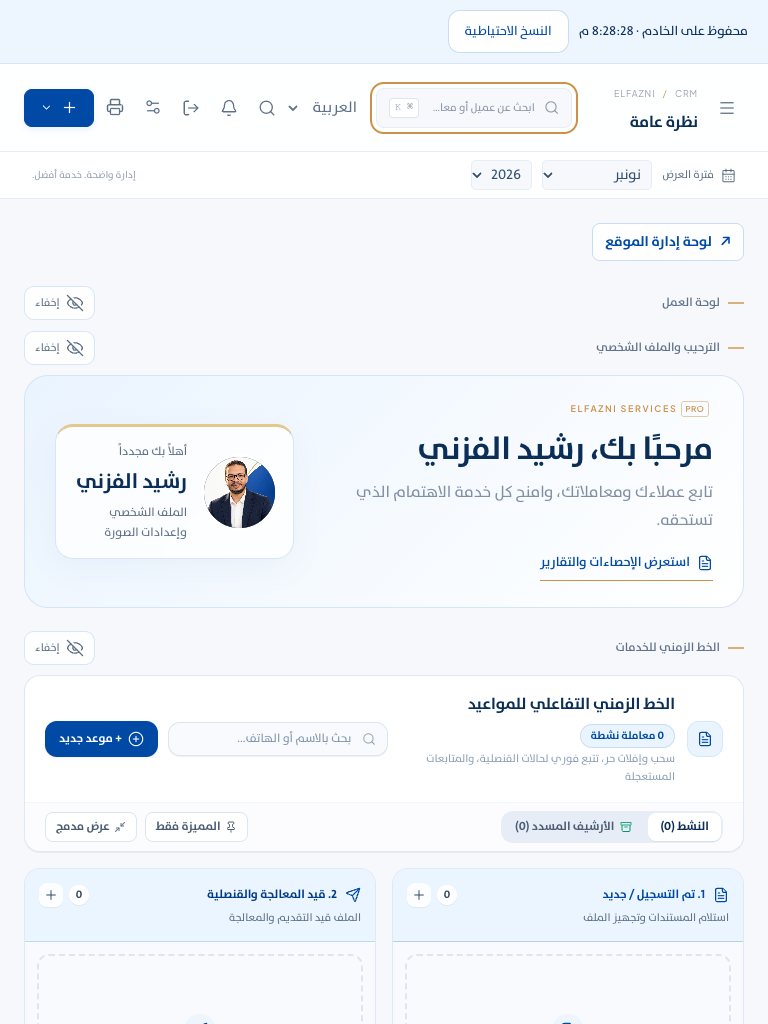 محفوظ على الخادم · 8:28:28 م
النسخ الاحتياطية
ELFAZNI / CRM
نظرة عامة
ابحث عن عميل أو معا...
⌘ K
العربية
فترة العرض
نونبر
2026
إدارة واضحة. خدمة أفضل.
لوحة إدارة الموقع
لوحة العمل
إخفاء
الترحيب والملف الشخصي
إخفاء
ELFAZNI SERVICES PRO
مرحبًا بك، رشيد الفزني
تابع عملاءك ومعاملاتك، وامنح كل خدمة الاهتمام الذي
تستحقه.
استعرض الإحصاءات والتقارير
أهلاً بك مجدداً
رشيد الفزني
الملف الشخصي
وإعدادات الصورة
الخط الزمني للخدمات
إخفاء
الخط الزمني التفاعلي للمواعيد
0 معاملة نشطة
سحب وإفلات حر، تتبع فوري لحالات القنصلية، والمتابعات
المستعجلة
بحث بالاسم أو الهاتف...
+ موعد جديد
النشط (0)
الأرشيف المسدد (0)
المميزة فقط
عرض مدمج
1. تم التسجيل / جديد
0
استلام المستندات وتجهيز الملف
2. قيد المعالجة والقنصلية
0
الملف قيد التقديم والمعالجة